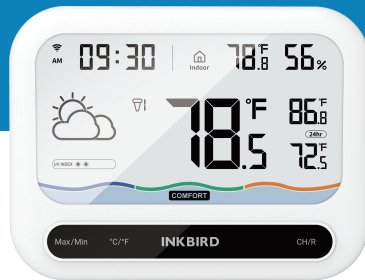 AM 09:30 Indoor 78.8°F 56%
78.5°F
86.8°F
24hr
72.5°F
UV INDEX
COMFORT
Max/Min °C/°F INKBIRD CH/R